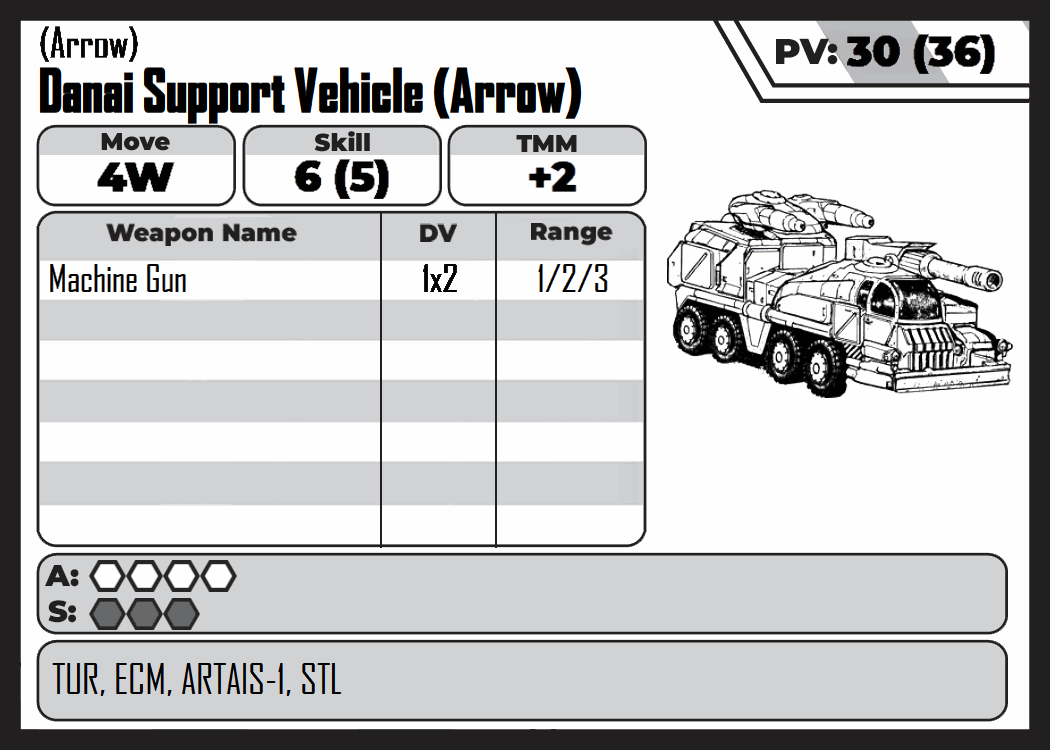 (Arrow)
Danai Support Vehicle (Arrow)
PV: 30 (36)
Move
4W
Skill
6 (5)
TMM
+2
Weapon Name DV Range
Machine Gun 1x2 1/2/3
A:
S:
TUR, ECM, ARTAIS-1, STL